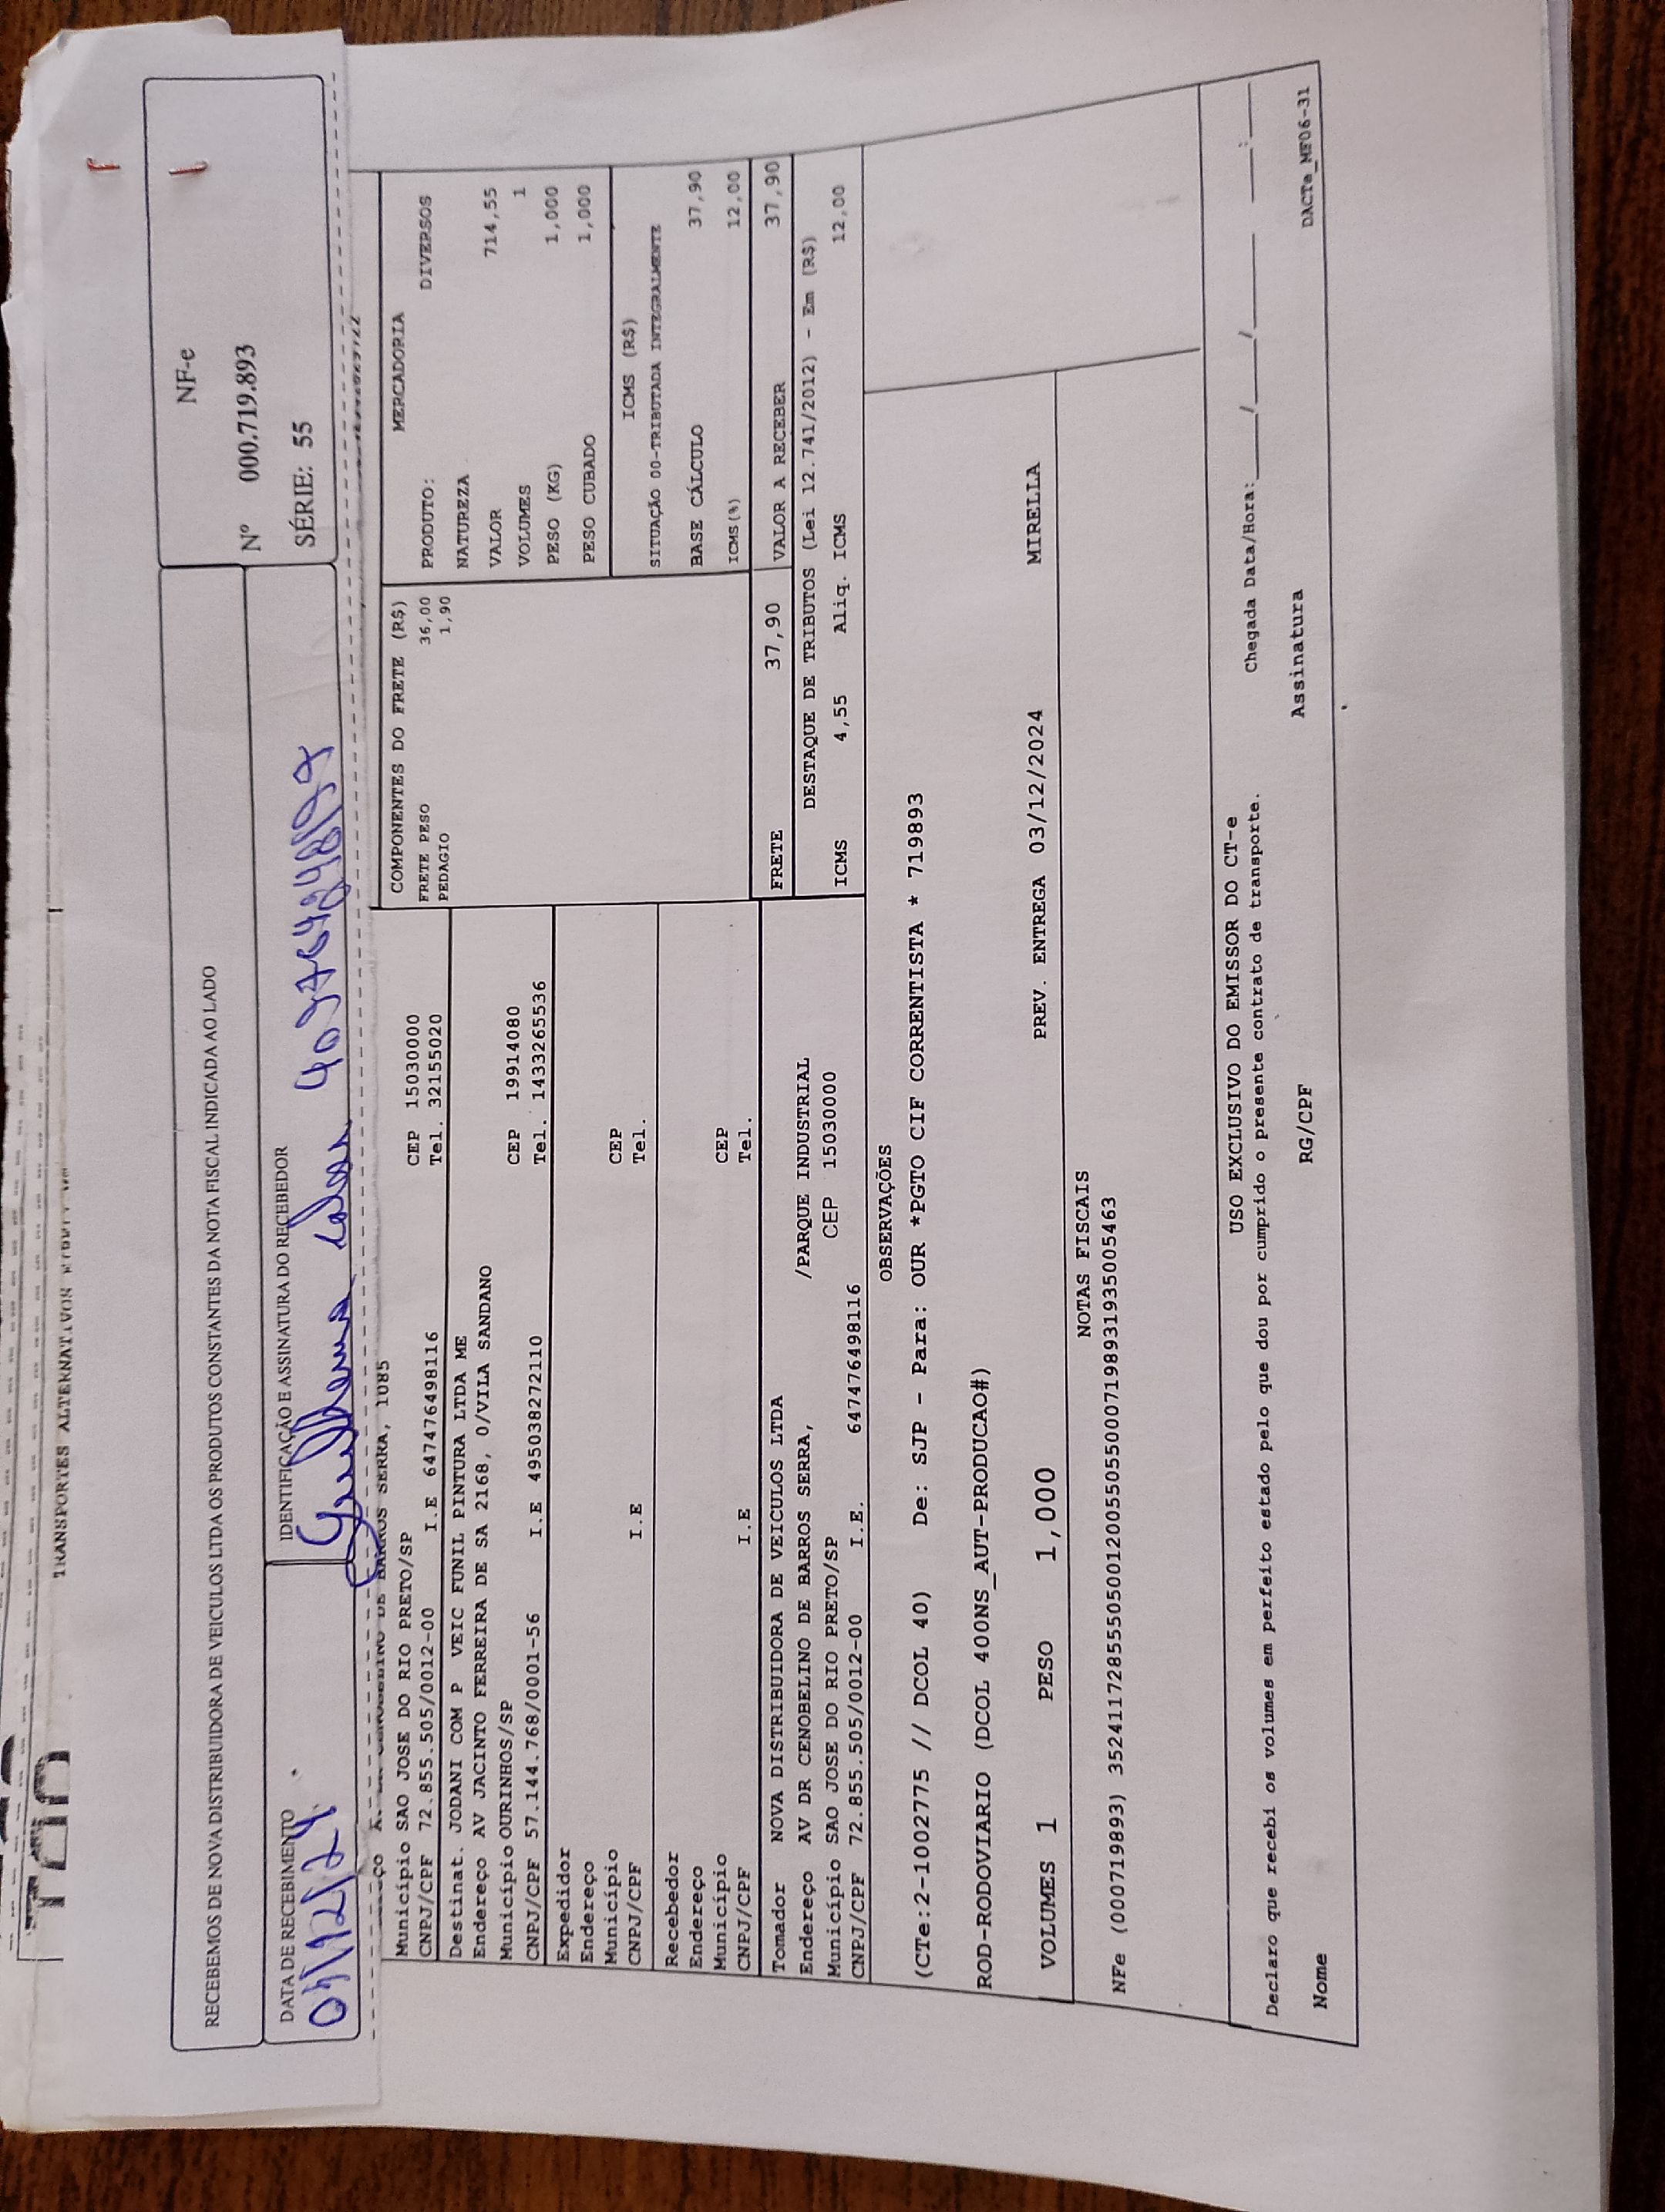 TRANSPORTES ALTERNATIVOS
RECEBEMOS DE NOVA DISTRIBUIDORA DE VEICULOS LTDA OS PRODUTOS CONSTANTES DA NOTA FISCAL INDICADA AO LADO
DATA DE RECEBIMENTO
IDENTIFICAÇÃO E ASSINATURA DO RECEBEDOR
Guilherme
NF-e
Nº 000.719.893
SÉRIE: 55
BARROS SERRA, 1085
Município SAO JOSE DO RIO PRETO/SP CEP 15030000
CNPJ/CPF 72.855.505/0012-00 I.E 647476498116 Tel. 32155020
Destinat. JODANI COM P VEIC FUNIL PINTURA LTDA ME
Endereço AV JACINTO FERREIRA DE SA 2168, 0/VILA SANDANO
Município OURINHOS/SP CEP 19914080
CNPJ/CPF 57.144.768/0001-56 I.E 495038272110 Tel. 1433265536
Expedidor
Endereço
Município CEP
CNPJ/CPF I.E Tel.
Recebedor
Endereço
Município CEP
CNPJ/CPF I.E Tel.
Tomador NOVA DISTRIBUIDORA DE VEICULOS LTDA
Endereço AV DR CENOBELINO DE BARROS SERRA, /PARQUE INDUSTRIAL
Município SAO JOSE DO RIO PRETO/SP CEP 15030000
CNPJ/CPF 72.855.505/0012-00 I.E. 647476498116
COMPONENTES DO FRETE (R$)
FRETE PESO 36,00
PEDAGIO 1,90
MERCADORIA
PRODUTO: DIVERSOS
NATUREZA
VALOR 714,55
VOLUMES 1
PESO (KG) 1,000
PESO CUBADO 1,000
ICMS (R$)
SITUAÇÃO 00-TRIBUTADA INTEGRALMENTE
BASE CÁLCULO 37,90
ICMS(%) 12,00
FRETE 37,90 VALOR A RECEBER 37,90
DESTAQUE DE TRIBUTOS (Lei 12.741/2012) - Em (R$)
ICMS 4,55 Aliq. ICMS 12,00
OBSERVAÇÕES
(CTe:2-1002775 // DCOL 40) De: SJP - Para: OUR *PGTO CIF CORRENTISTA * 719893
ROD-RODOVIARIO (DCOL 400NS_AUT-PRODUCAO#)
VOLUMES 1 PESO 1,000 PREV. ENTREGA 03/12/2024 MIRELLA
NOTAS FISCAIS
NFe (000719893) 35241172855505001200550550007198931935005463
USO EXCLUSIVO DO EMISSOR DO CT-e
Declaro que recebi os volumes em perfeito estado pelo que dou por cumprido o presente contrato de transporte.
Chegada Data/Hora:____/____/____ ___:___
Nome RG/CPF Assinatura
DACTe_MF06-31